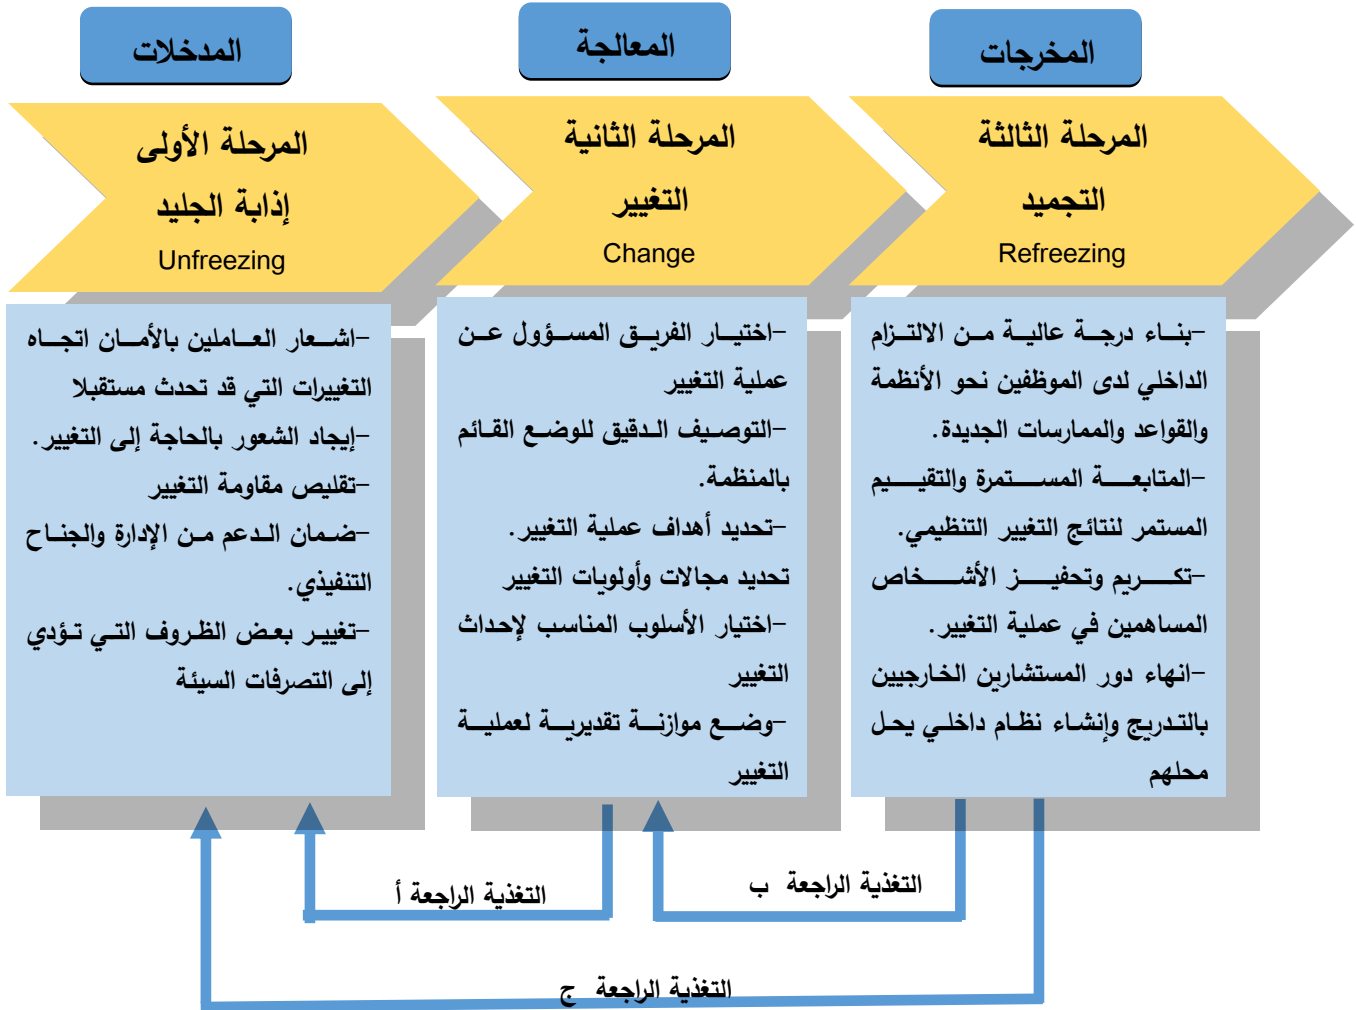 المدخلات
المرحلة الأولى
إذابة الجليد
Unfreezing
-اشعار العاملين بالأمان اتجاه
التغييرات التي قد تحدث مستقبلا
-إيجاد الشعور بالحاجة إلى التغيير.
-تقليص مقاومة التغيير
-ضمان الدعم من الإدارة والجناح
التنفيذي.
-تغيير بعض الظروف التي تؤدي
إلى التصرفات السيئة
المعالجة
المرحلة الثانية
التغيير
Change
-اختيار الفريق المسؤول عن
عملية التغيير
-التوصيف الدقيق للوضع القائم
بالمنظمة.
-تحديد أهداف عملية التغيير.
تحديد مجالات وأولويات التغيير
-اختيار الأسلوب المناسب لإحداث
التغيير
-وضع موازنة تقديرية لعملية
التغيير
المخرجات
المرحلة الثالثة
التجميد
Refreezing
-بناء درجة عالية من الالتزام
الداخلي لدى الموظفين نحو الأنظمة
والقواعد والممارسات الجديدة.
-المتابعة المستمرة والتقييم
المستمر لنتائج التغيير التنظيمي.
-تكريم وتحفيز الأشخاص
المساهمين في عملية التغيير.
-انهاء دور المستشارين الخارجيين
بالتدريج وإنشاء نظام داخلي يحل
محلهم
التغذية الراجعة أ
التغذية الراجعة ب
التغذية الراجعة ج